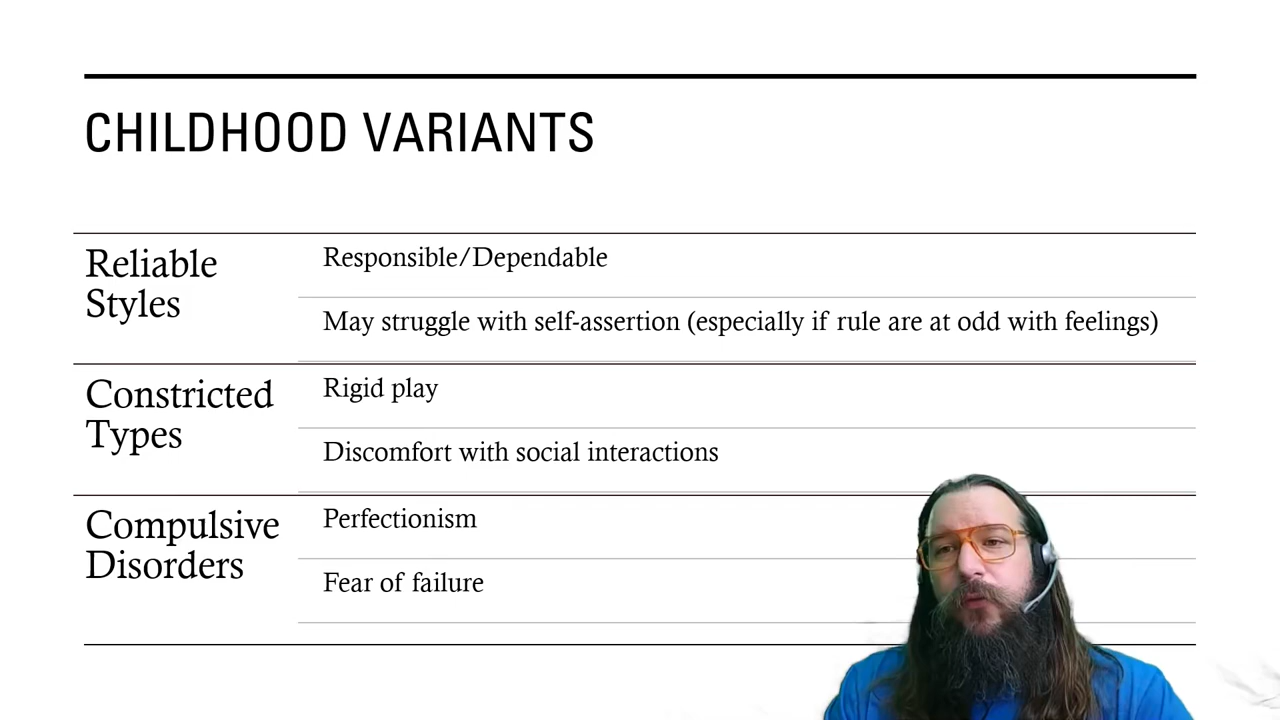 CHILDHOOD VARIANTS
Reliable
Styles
Responsible/Dependable
May struggle with self-assertion (especially if rule are at odd with feelings)
Constricted
Types
Rigid play
Discomfort with social interactions
Compulsive
Disorders
Perfectionism
Fear of failure